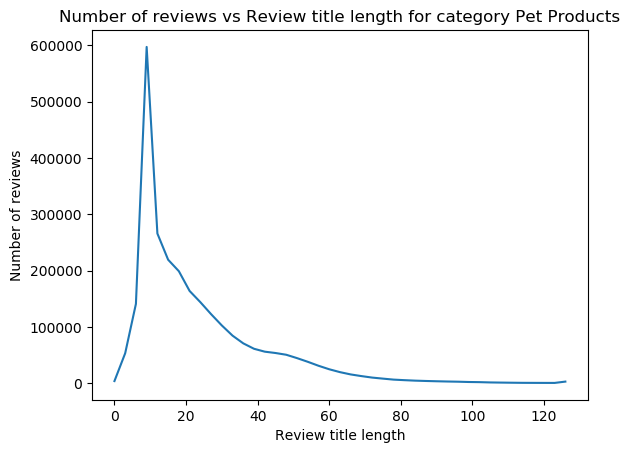 Number of reviews vs Review title length for category Pet Products
600000
500000
400000
300000
200000
100000
0
Number of reviews
0 20 40 60 80 100 120
Review title length